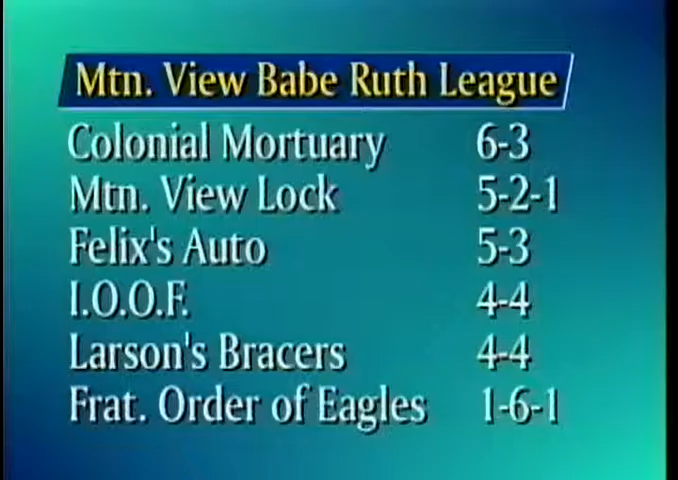 Mtn. View Babe Ruth League
Colonial Mortuary 6-3
Mtn. View Lock 5-2-1
Felix's Auto 5-3
I.O.O.F. 4-4
Larson's Bracers 4-4
Frat. Order of Eagles 1-6-1